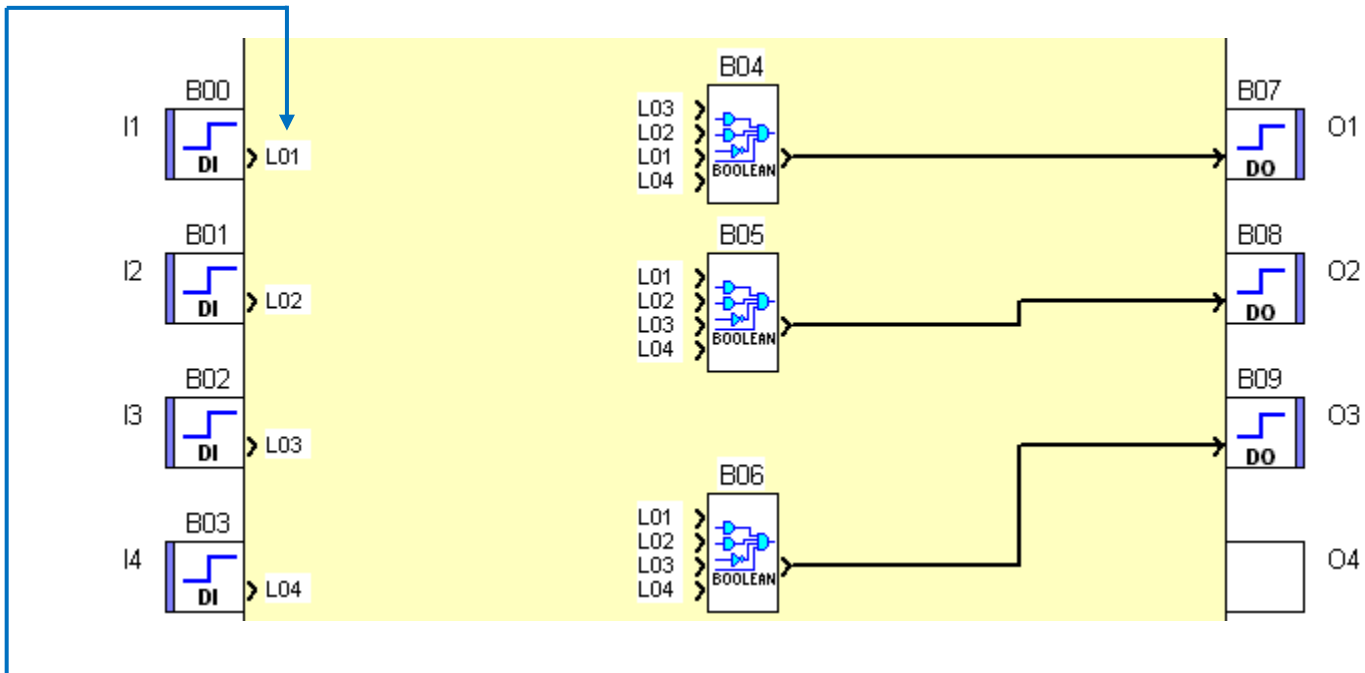 B00
I1
DI
L01
B01
I2
DI
L02
B02
I3
DI
L03
B03
I4
DI
L04
B04
L03
L02
L01
L04
BOOLEAN
B05
L01
L02
L03
L04
BOOLEAN
B06
L01
L02
L03
L04
BOOLEAN
B07
O1
DO
B08
O2
DO
B09
O3
DO
O4